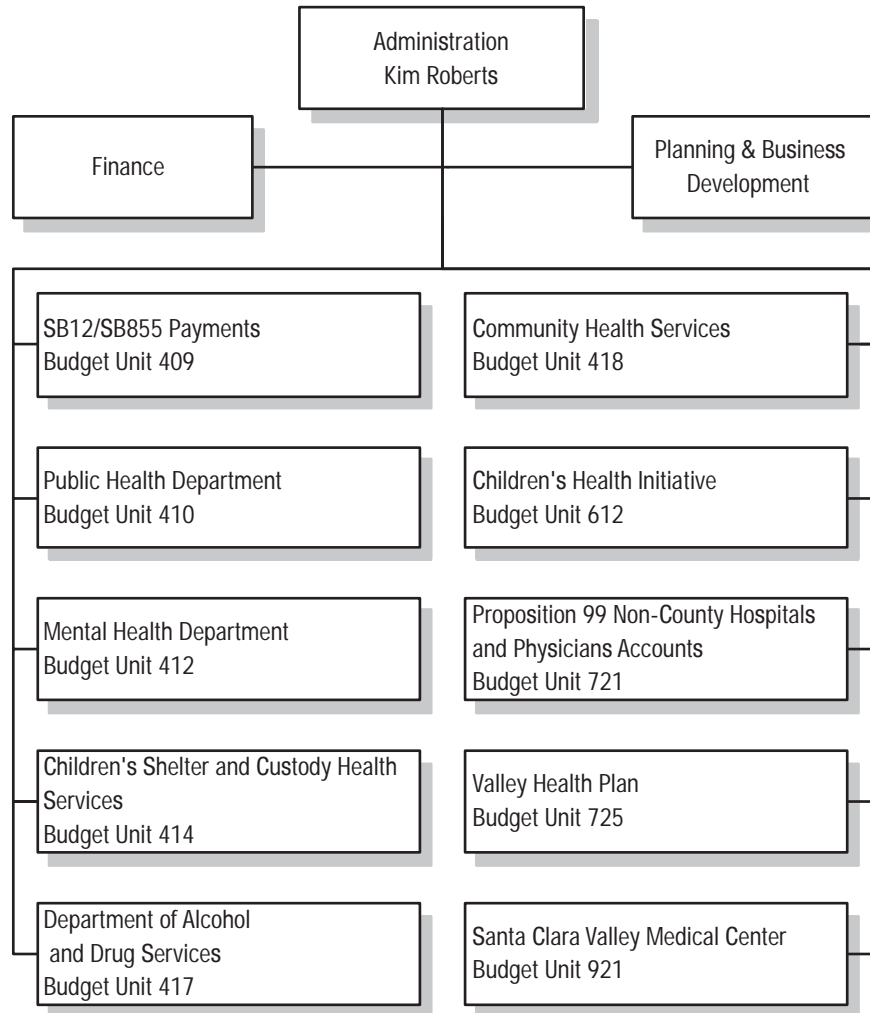 Administration
Kim Roberts
Finance
Planning & Business
Development
SB12/SB855 Payments
Budget Unit 409
Public Health Department
Budget Unit 410
Mental Health Department
Budget Unit 412
Children's Shelter and Custody Health
Services
Budget Unit 414
Department of Alcohol
and Drug Services
Budget Unit 417
Community Health Services
Budget Unit 418
Children's Health Initiative
Budget Unit 612
Proposition 99 Non-County Hospitals
and Physicians Accounts
Budget Unit 721
Valley Health Plan
Budget Unit 725
Santa Clara Valley Medical Center
Budget Unit 921